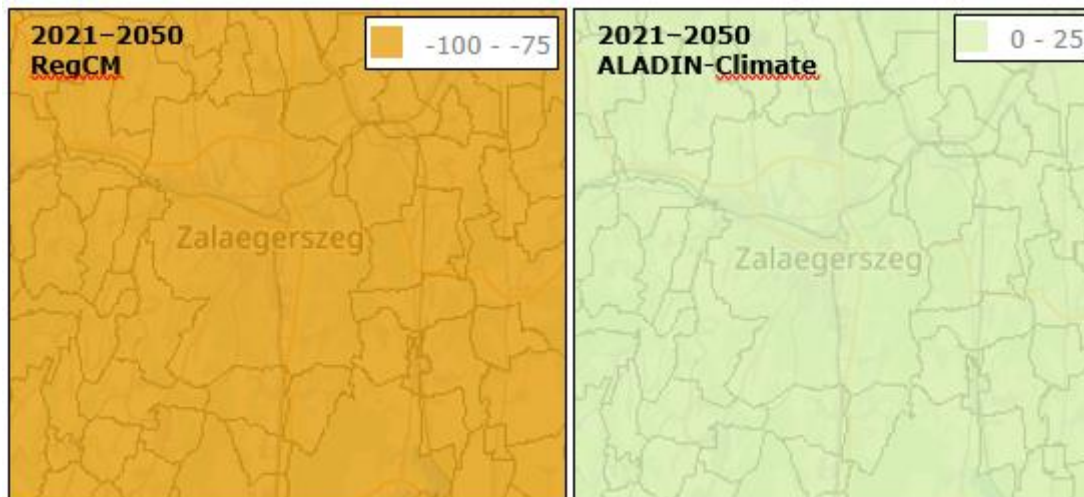 2021–2050
RegCM
-100 - -75
Zalaegerszeg
2021–2050
ALADIN-Climate
0 - 25
Zalaegerszeg